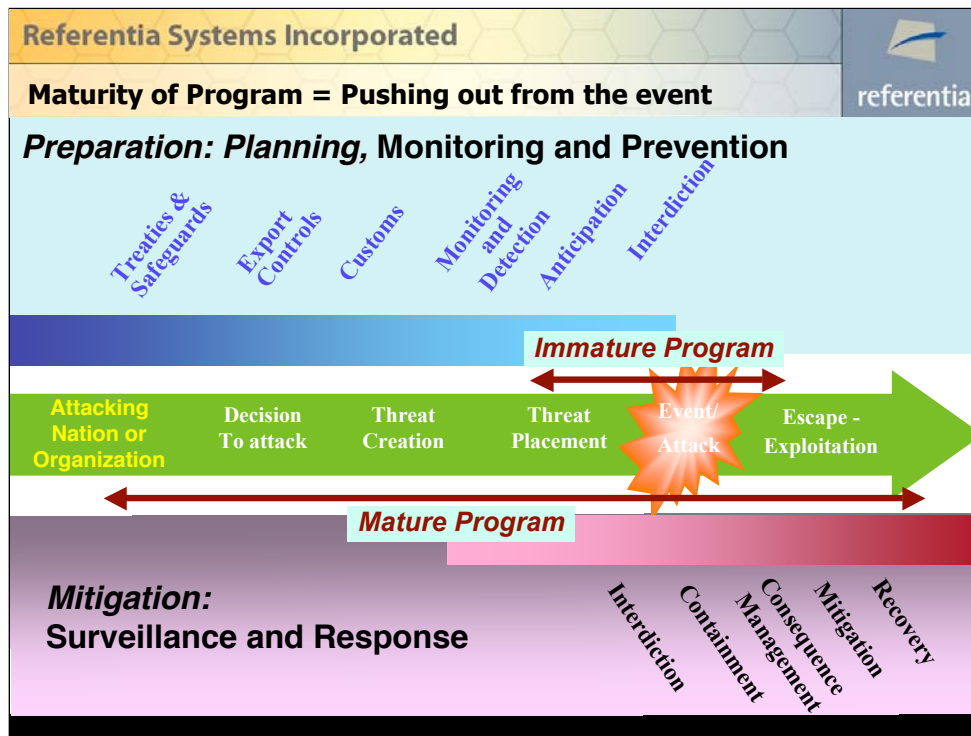 Referentia Systems Incorporated
referentia
Maturity of Program = Pushing out from the event
Preparation: Planning, Monitoring and Prevention
Treaties &
Safeguards
Export
Controls
Customs
Monitoring
and
Detection
Anticipation
Interdiction
Immature Program
Attacking
Nation or
Organization
Decision
To attack
Threat
Creation
Threat
Placement
Event/
Attack
Escape -
Exploitation
Mature Program
Mitigation:
Surveillance and Response
Interdiction
Containment
Consequence
Management
Mitigation
Recovery